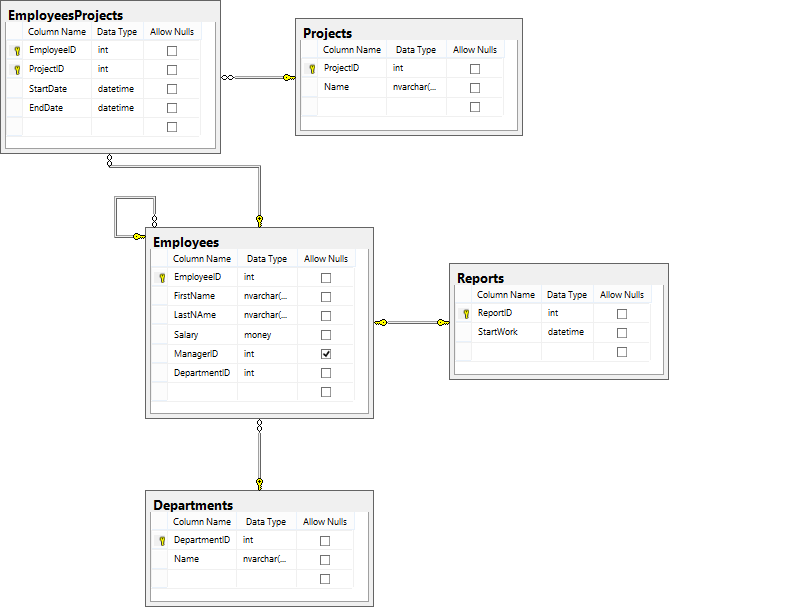 EmployeesProjects
Column Name Data Type Allow Nulls
EmployeeID int
ProjectID int
StartDate datetime
EndDate datetime
Projects
Column Name Data Type Allow Nulls
ProjectID int
Name nvarchar(...
Employees
Column Name Data Type Allow Nulls
EmployeeID int
FirstName nvarchar(...
LastNAme nvarchar(...
Salary money
ManagerID int
DepartmentID int
Reports
Column Name Data Type Allow Nulls
ReportID int
StartWork datetime
Departments
Column Name Data Type Allow Nulls
DepartmentID int
Name nvarchar(...